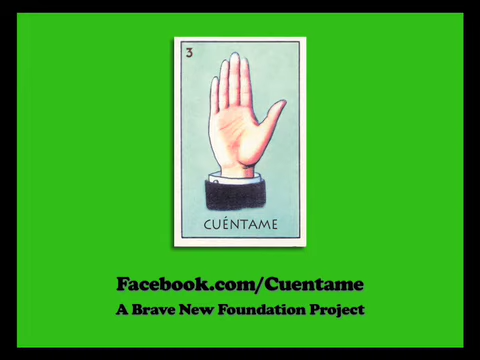 3
CUÉNTAME
Facebook.com/Cuentame
A Brave New Foundation Project